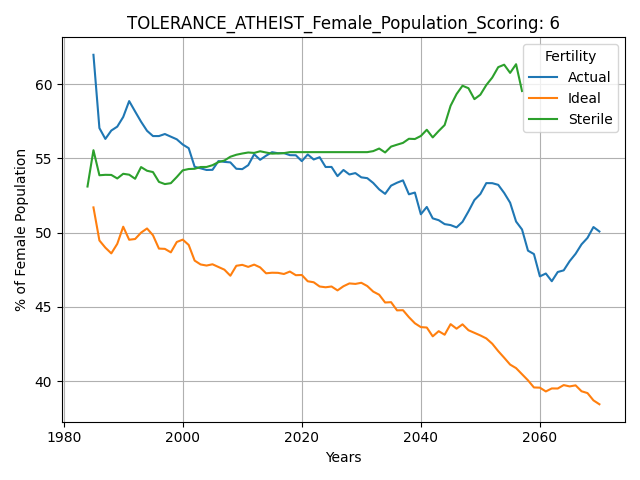 TOLERANCE_ATHEIST_Female_Population_Scoring: 6
Fertility
Actual
Ideal
Sterile
% of Female Population
60
55
50
45
40
1980
2000
2020
2040
2060
Years